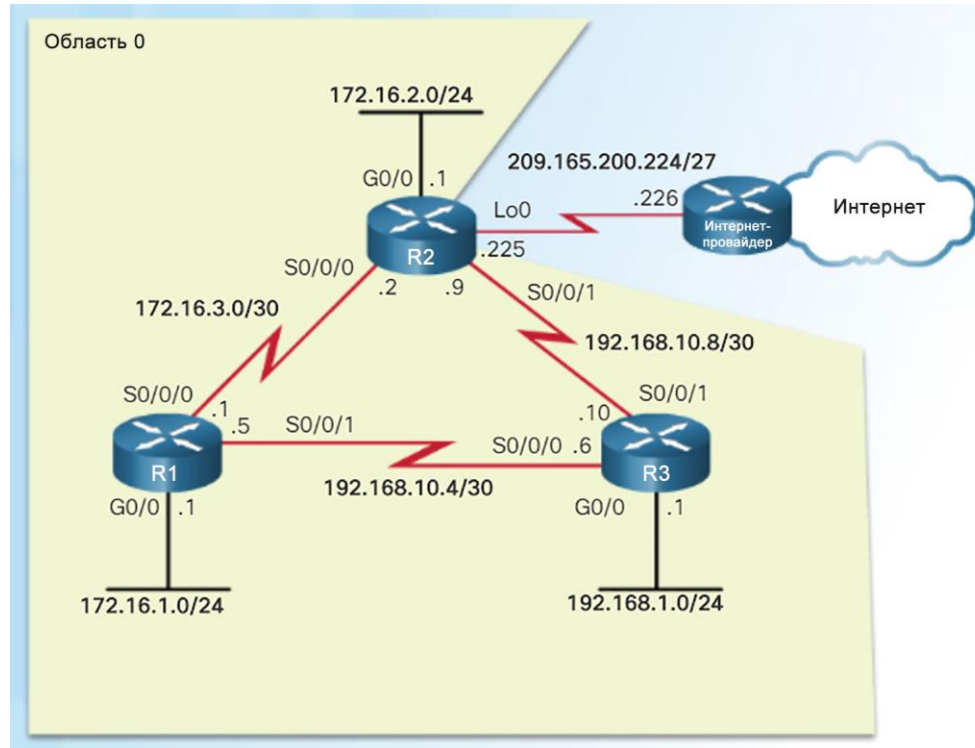 Область 0
172.16.2.0/24
G0/0 .1
209.165.200.224/27
.226
Интернет-
провайдер
Интернет
Lo0
.225
R2
S0/0/0
.2
.9
S0/0/1
172.16.3.0/30
192.168.10.8/30
S0/0/0
.1
S0/0/1
.10
.5
S0/0/1
S0/0/0 .6
R1
R3
192.168.10.4/30
G0/0 .1
G0/0 .1
172.16.1.0/24
192.168.1.0/24